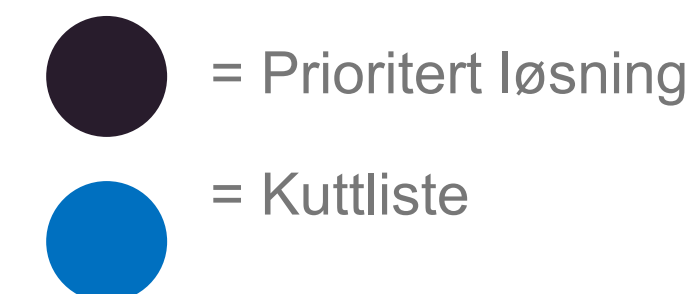 = Prioritert løsning
= Kuttliste